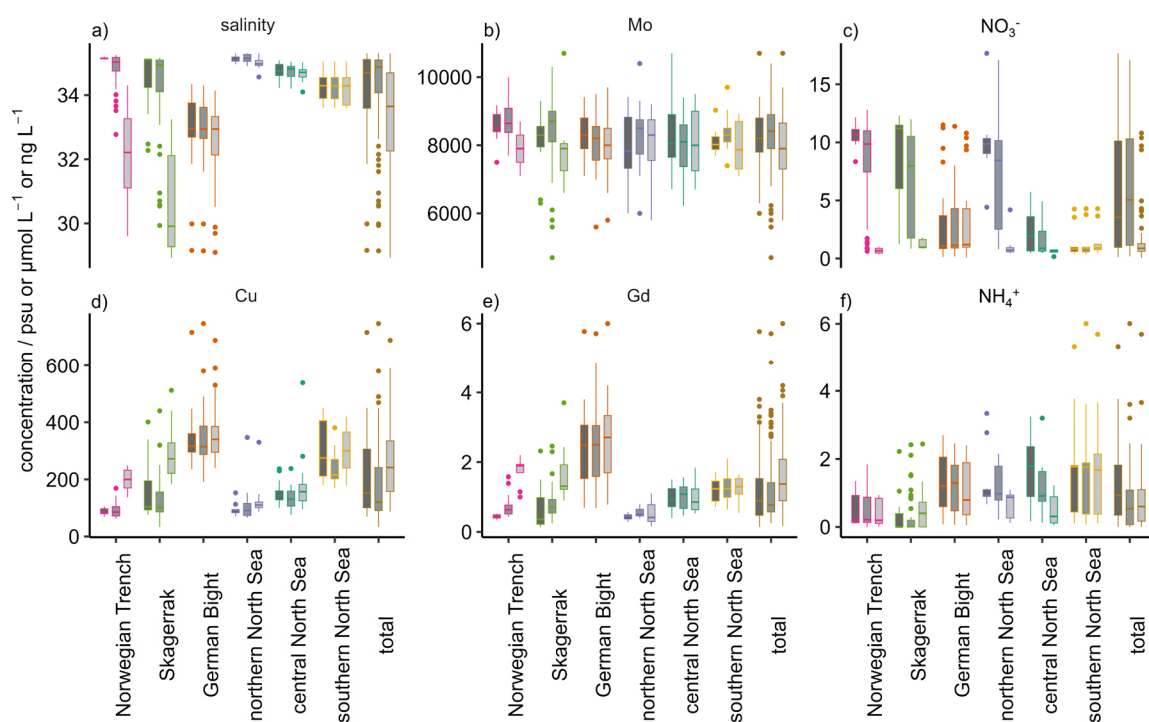 a) salinity
b) Mo
c) NO₃⁻
34
32
30
10000
8000
6000
15
10
5
0
concentration / psu or µmol L⁻¹ or ng L⁻¹
d) Cu
e) Gd
f) NH₄⁺
600
400
200
0
6
4
2
0
6
4
2
0
Norwegian Trench
Skagerrak
German Bight
northern North Sea
central North Sea
southern North Sea
total
Norwegian Trench
Skagerrak
German Bight
northern North Sea
central North Sea
southern North Sea
total
Norwegian Trench
Skagerrak
German Bight
northern North Sea
central North Sea
southern North Sea
total